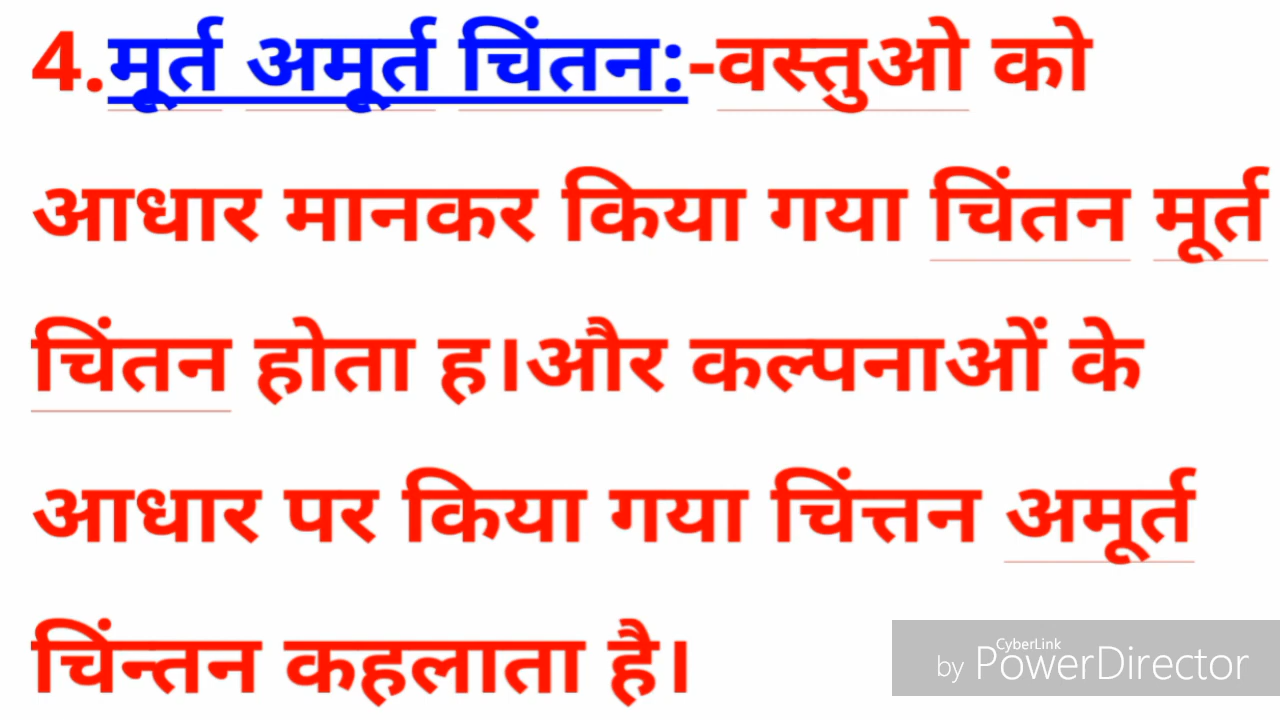 4.मूर्त अमूर्त चिंतन:-वस्तुओ को
आधार मानकर किया गया चिंतन मूर्त
चिंतन होता ह।और कल्पनाओं के
आधार पर किया गया चिंत्तन अमूर्त
चिंन्तन कहलाता है।
CyberLink
by PowerDirector